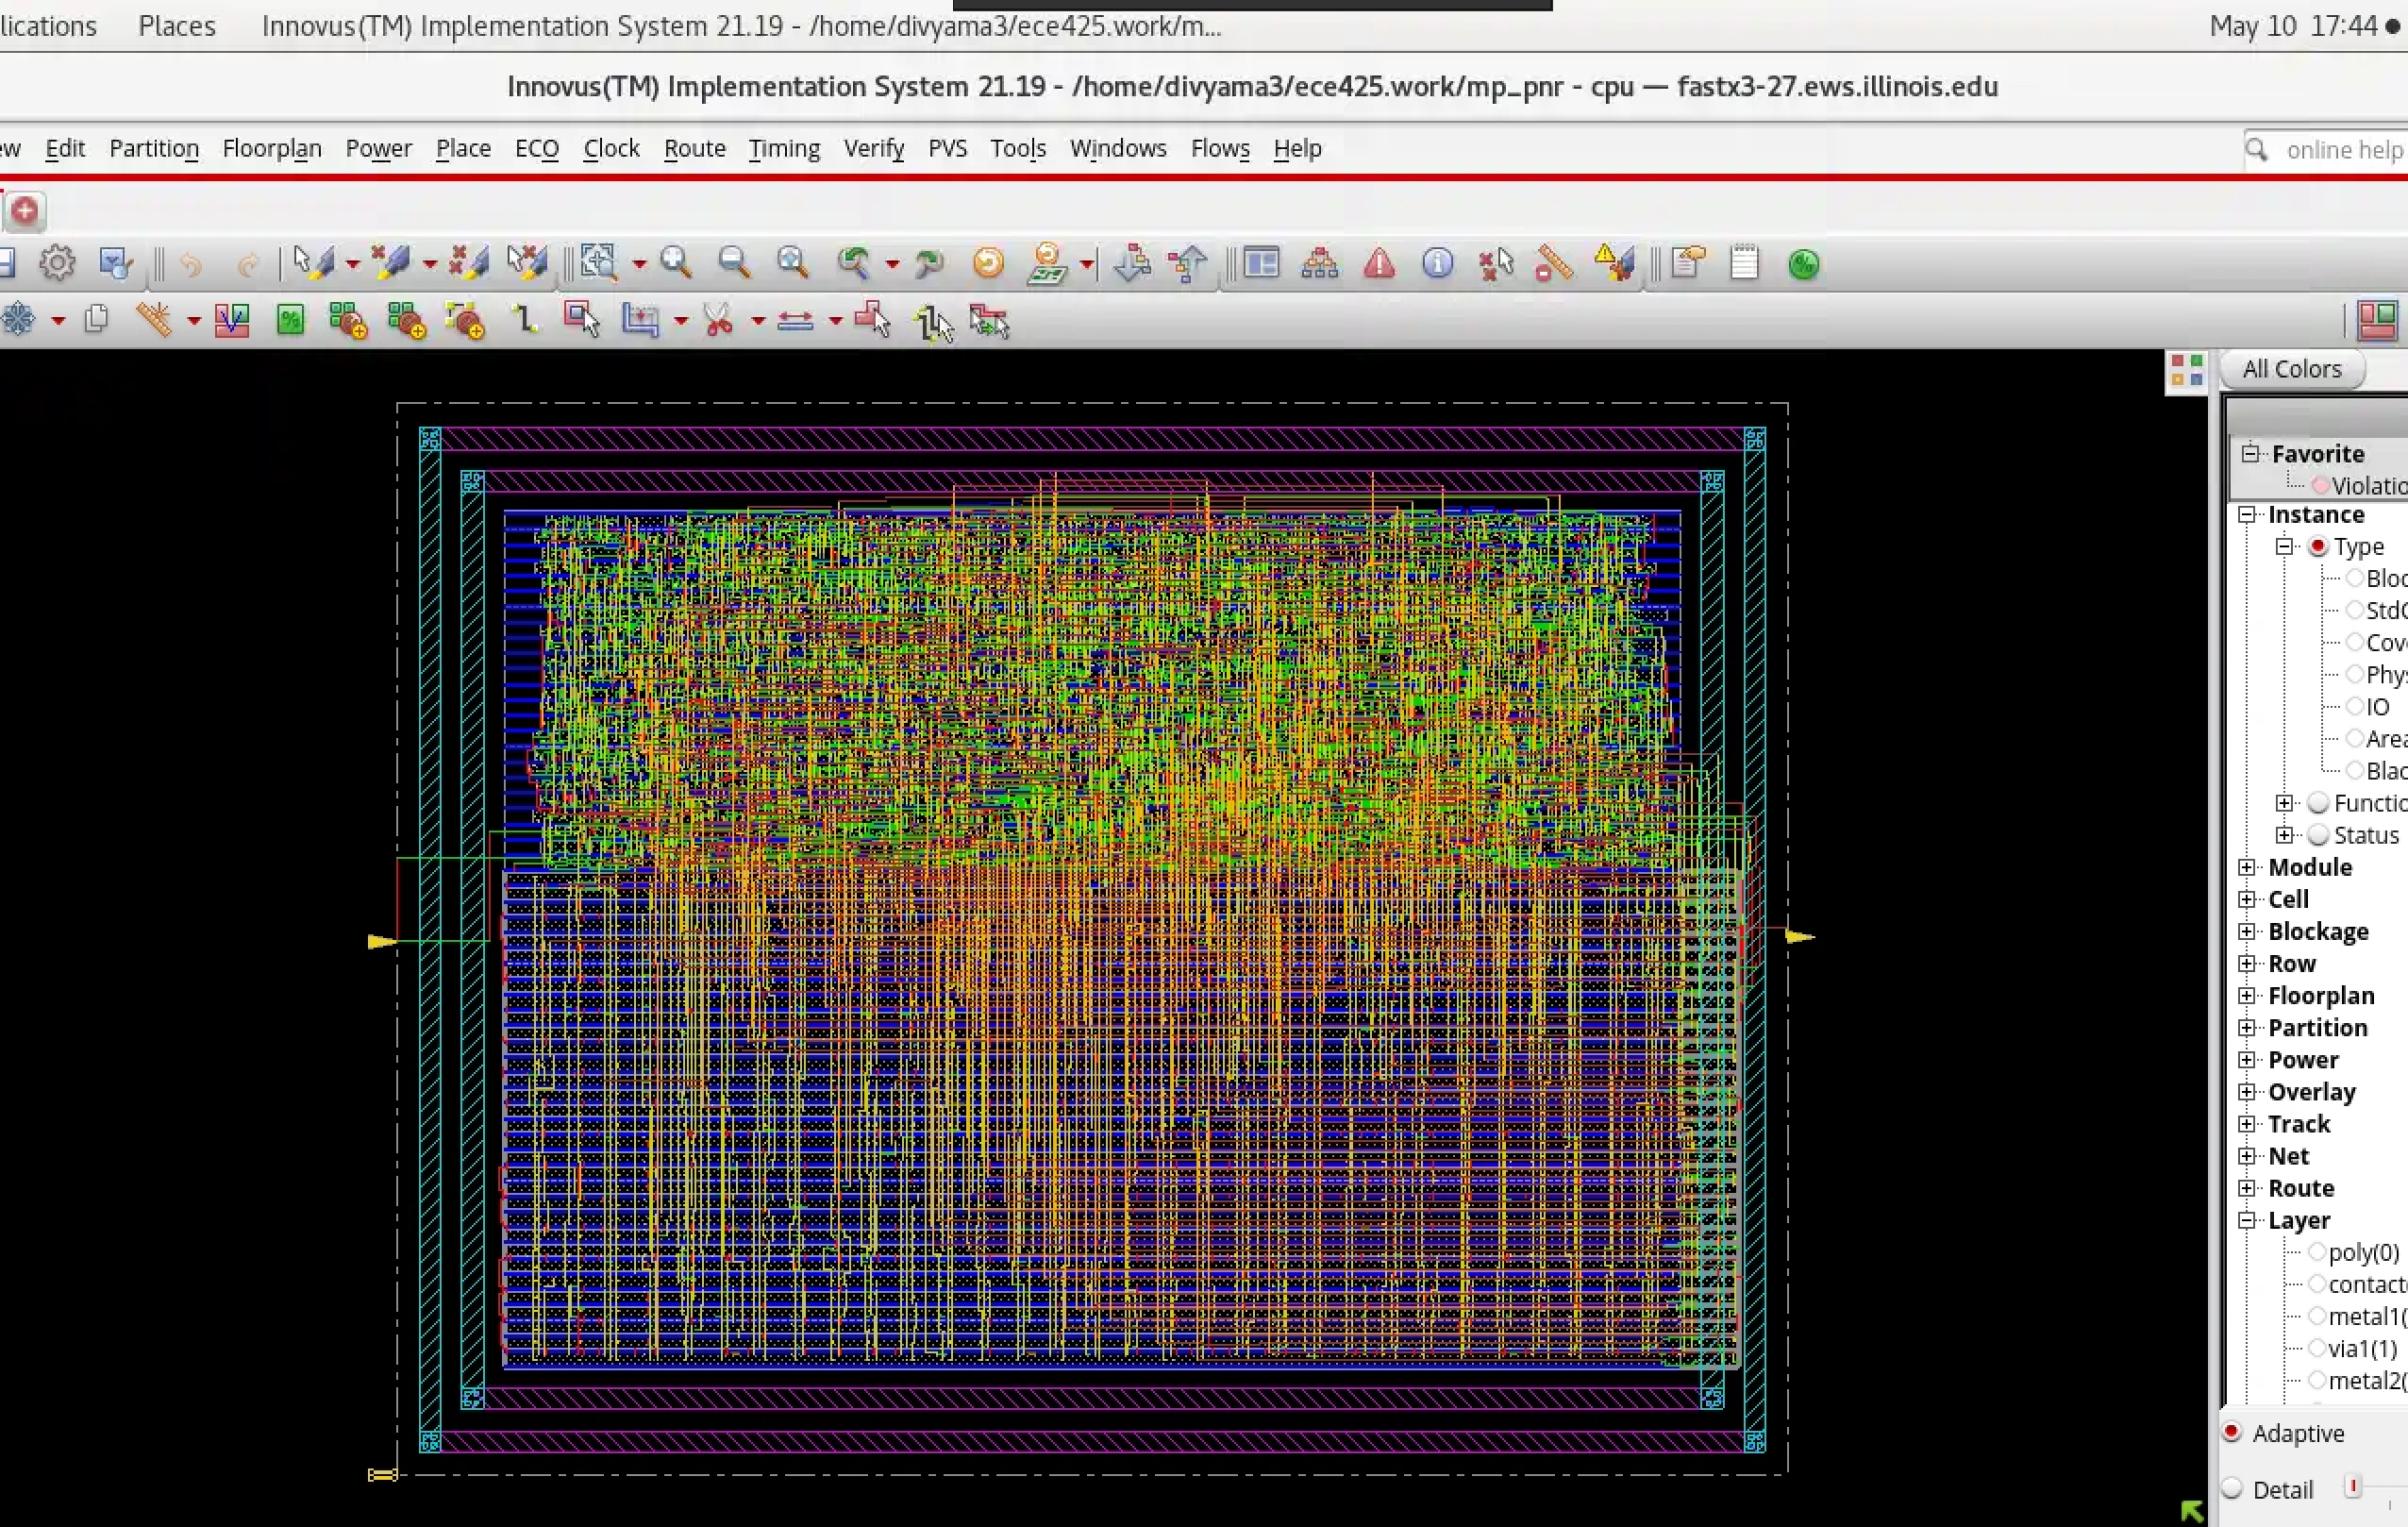 lications Places Innovus(TM) Implementation System 21.19 - /home/divyama3/ece425.work/m... May 10 17:44
Innovus(TM) Implementation System 21.19 - /home/divyama3/ece425.work/mp_pnr - cpu — fastx3-27.ews.illinois.edu
ew Edit Partition Floorplan Power Place ECO Clock Route Timing Verify PVS Tools Windows Flows Help online help
All Colors
Favorite
Violatio
Instance
Type
Bloc
StdC
Cov
Phys
IO
Area
Blac
Functio
Status
Module
Cell
Blockage
Row
Floorplan
Partition
Power
Overlay
Track
Net
Route
Layer
poly(0)
contact
metal1(
via1(1)
metal2(
Adaptive
Detail